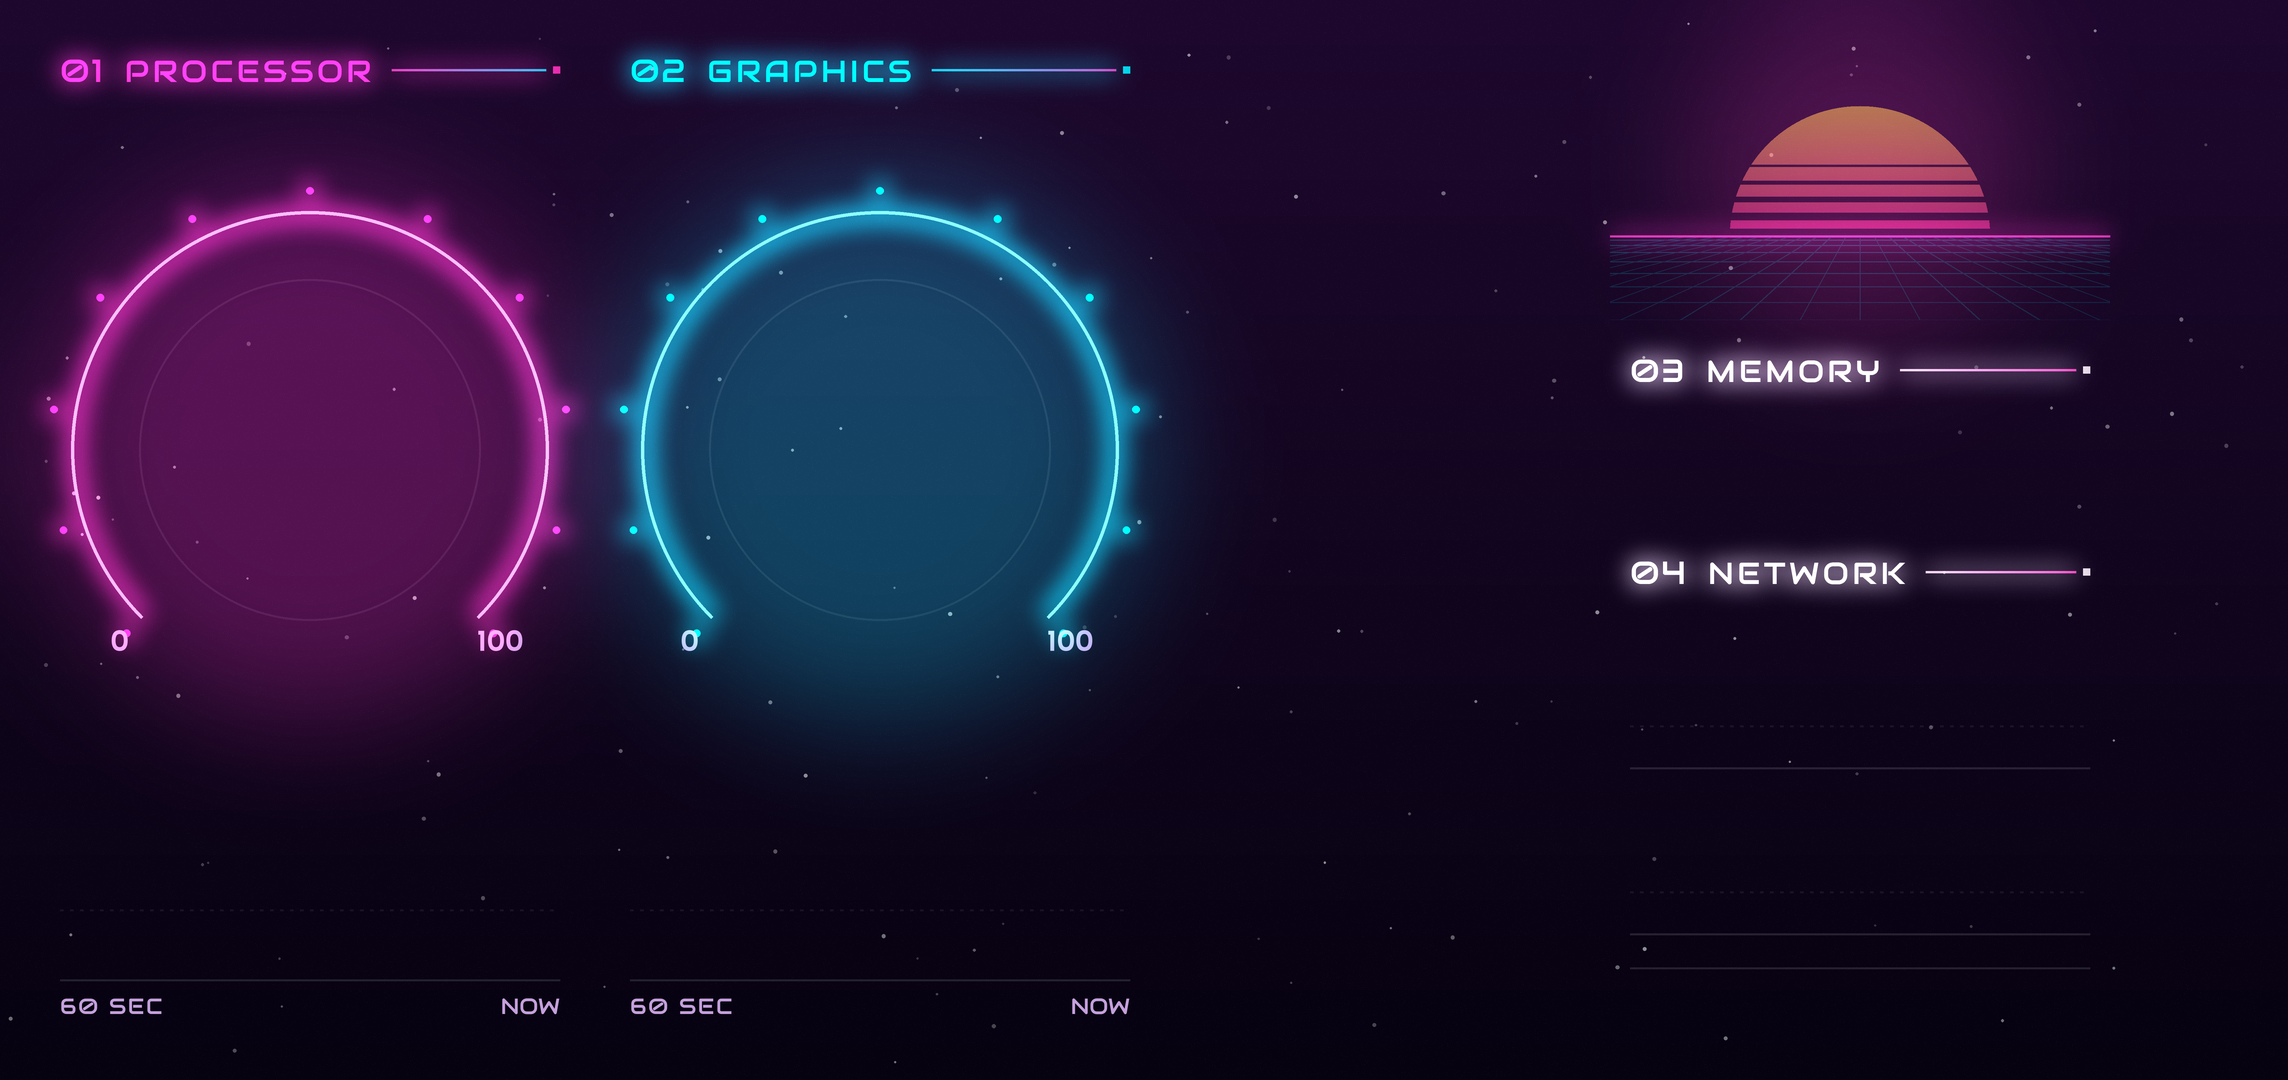 01 PROCESSOR
02 GRAPHICS
03 MEMORY
04 NETWORK
0
100
0
100
60 SEC
NOW
60 SEC
NOW